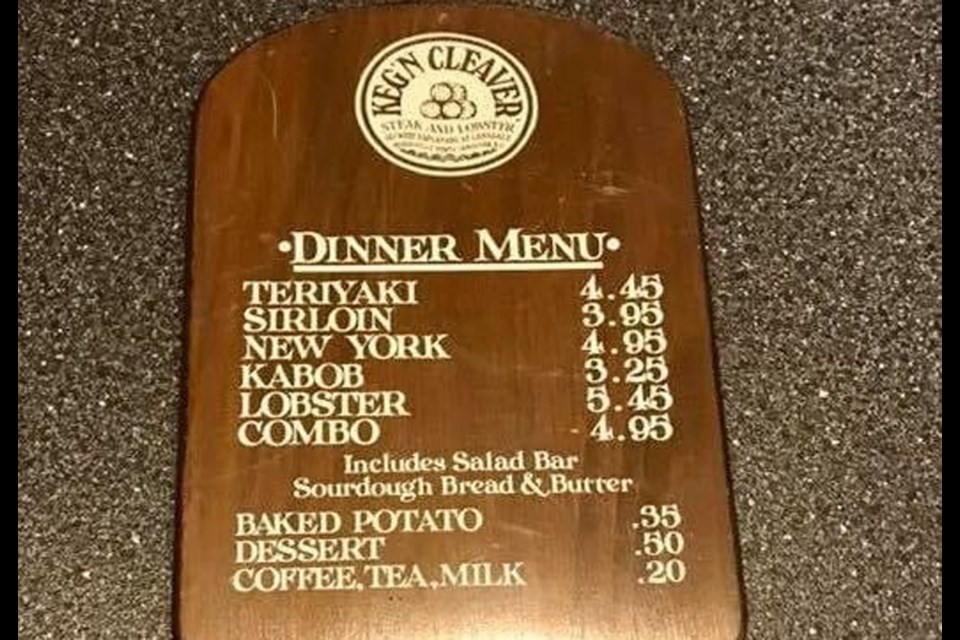 KEG'N CLEAVER
STEAK AND LOBSTER
•DINNER MENU•
TERIYAKI 4.45
SIRLOIN 3.95
NEW YORK 4.95
KABOB 3.25
LOBSTER 5.45
COMBO 4.95
Includes Salad Bar
Sourdough Bread & Butter
BAKED POTATO .35
DESSERT .50
COFFEE, TEA, MILK .20